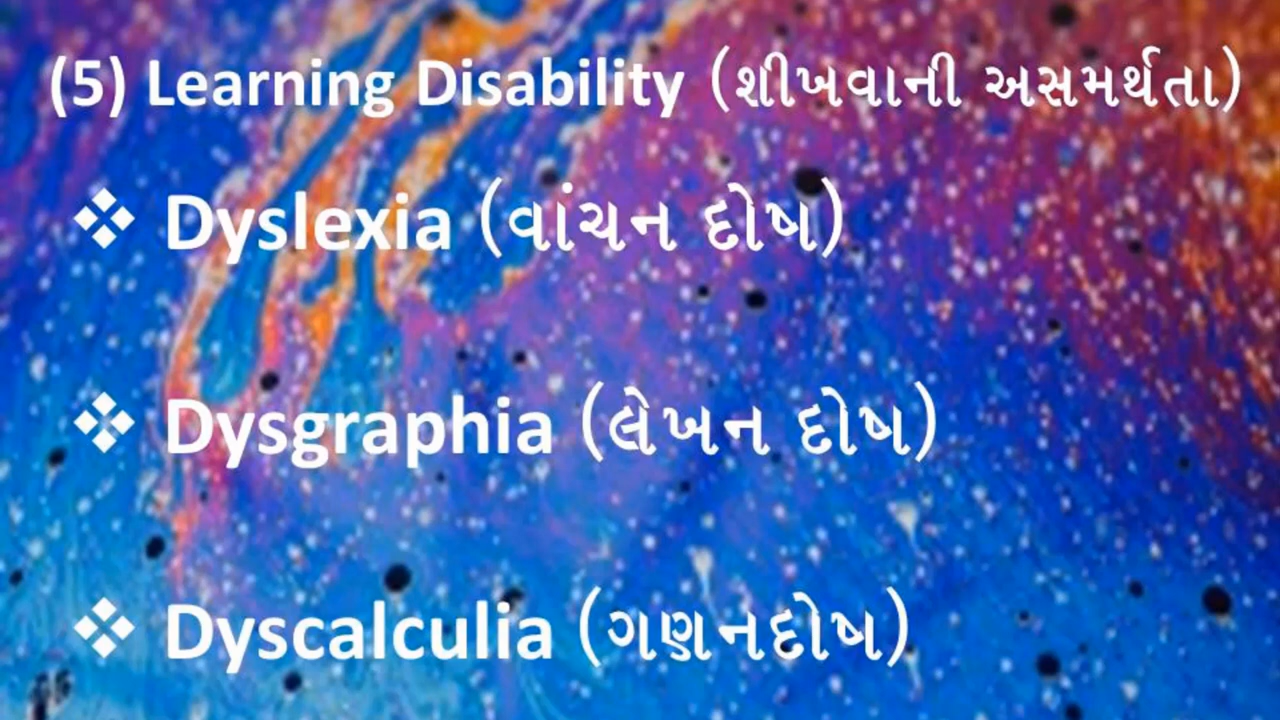 (5) Learning Disability (શીખવાની અસમર્થતા)
❖ Dyslexia (વાંચન દોષ)
❖ Dysgraphia (લેખન દોષ)
❖ Dyscalculia (ગણનદોષ)